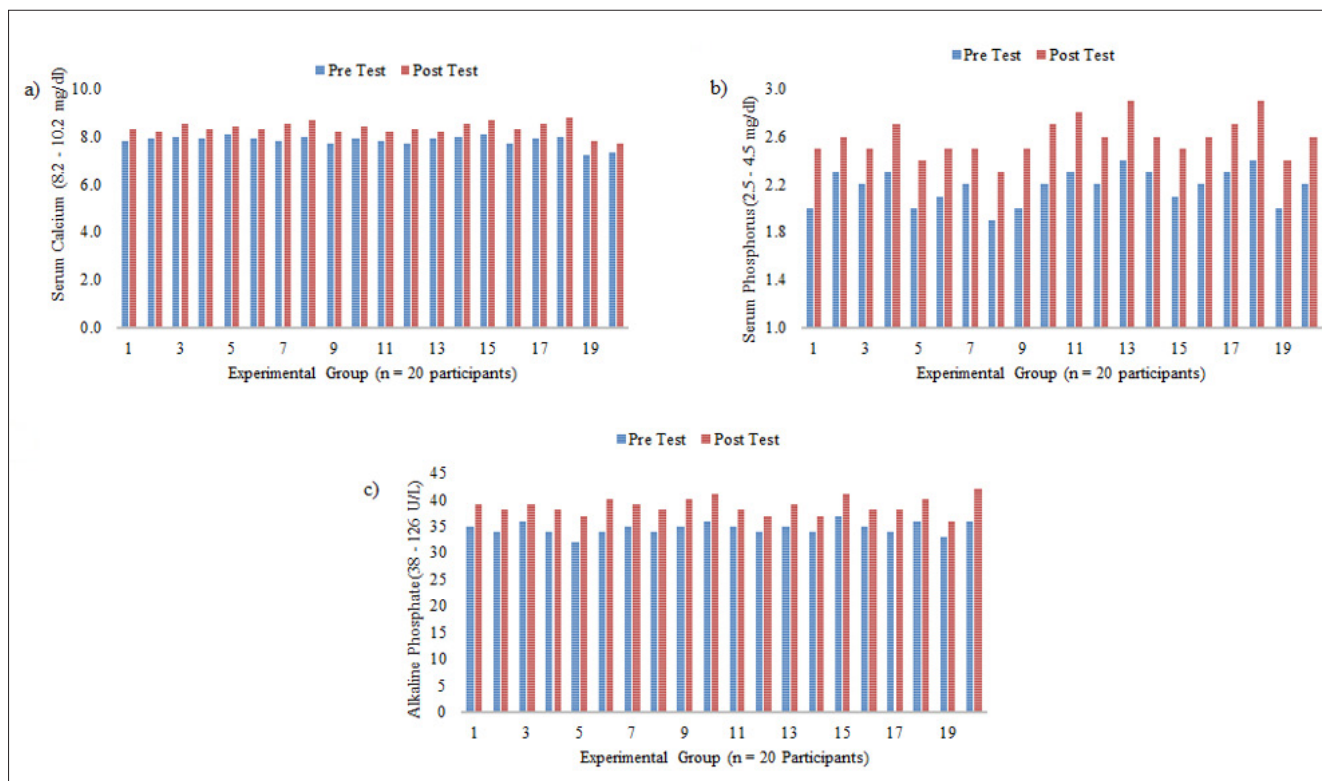 a)
Pre Test Post Test
Serum Calcium (8.2 - 10.2 mg/dl)
10.0
8.0
6.0
4.0
2.0
0.0
1 3 5 7 9 11 13 15 17 19
Experimental Group (n = 20 participants)
b)
Pre Test Post Test
Serum Phosphorus (2.5 - 4.5 mg/dl)
3.0
2.6
2.2
1.8
1.4
1.0
1 3 5 7 9 11 13 15 17 19
Experimental Group (n = 20 participants)
c)
Pre Test Post Test
Alkaline Phosphate (38 - 126 U/L)
45
40
35
30
25
20
15
10
5
0
1 3 5 7 9 11 13 15 17 19
Experimental Group (n = 20 Participants)